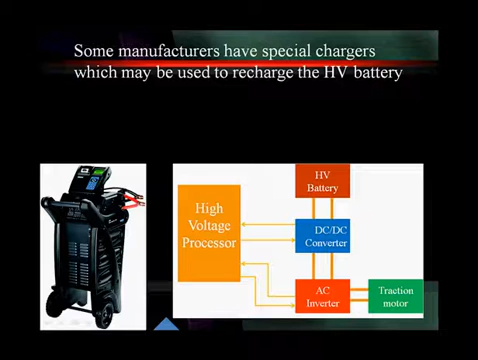 Some manufacturers have special chargers
which may be used to recharge the HV battery
HV
Battery
High
Voltage
Processor
DC/DC
Converter
AC
Inverter
Traction
motor